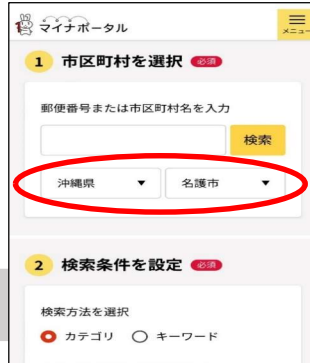 マイナポータル
メニュー
1 市区町村を選択 必須
郵便番号または市区町村名を入力
検索
沖縄県 ▼ 名護市 ▼
2 検索条件を設定 必須
検索方法を選択
カテゴリ キーワード